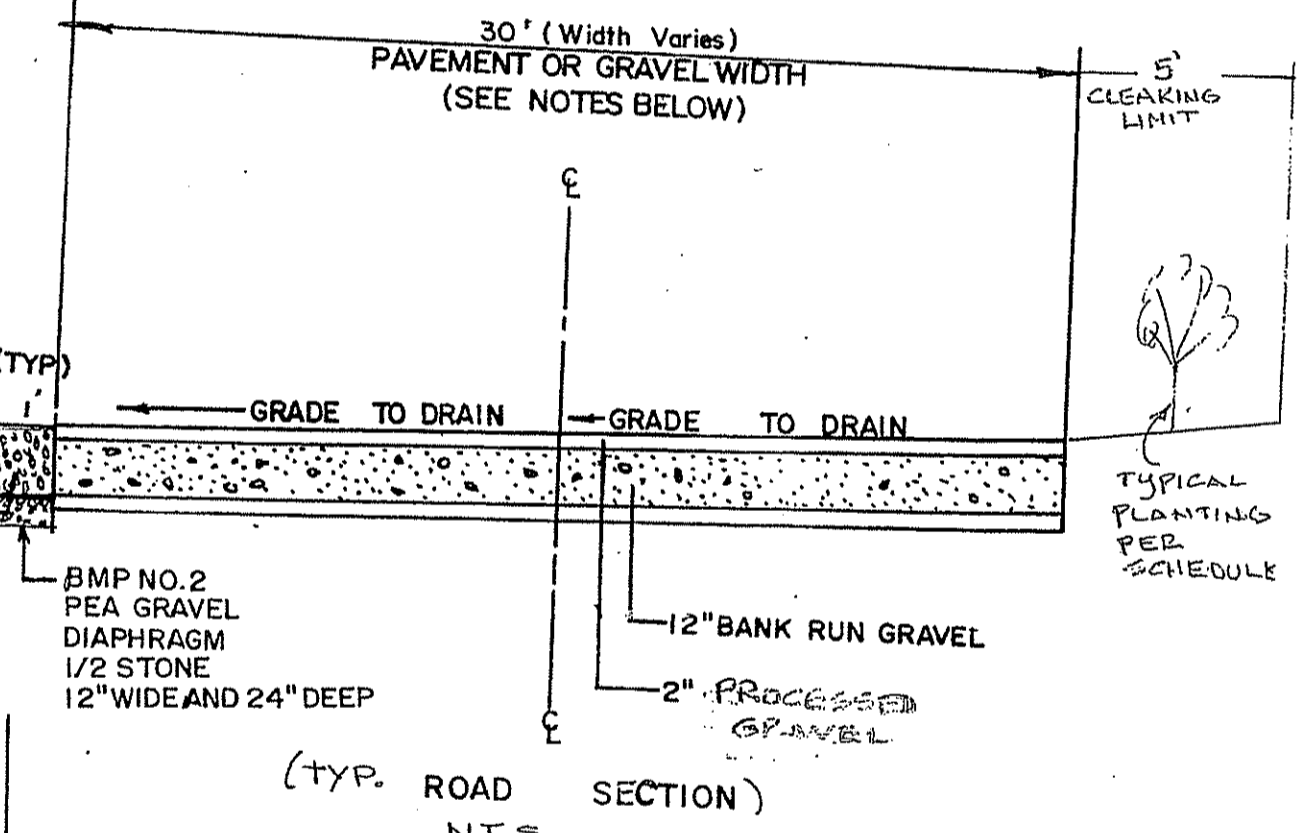 30' (Width Varies)
PAVEMENT OR GRAVEL WIDTH
(SEE NOTES BELOW)
5'
CLEARING
LIMIT
℄
(TYP)
1'
GRADE TO DRAIN
GRADE TO DRAIN
TYPICAL
PLANTING
PER
SCHEDULE
BMP NO.2
PEA GRAVEL
DIAPHRAGM
1/2 STONE
12" WIDE AND 24" DEEP
12" BANK RUN GRAVEL
2" PROCESSED
GRAVEL
℄
(TYP. ROAD SECTION)
N.T.S.